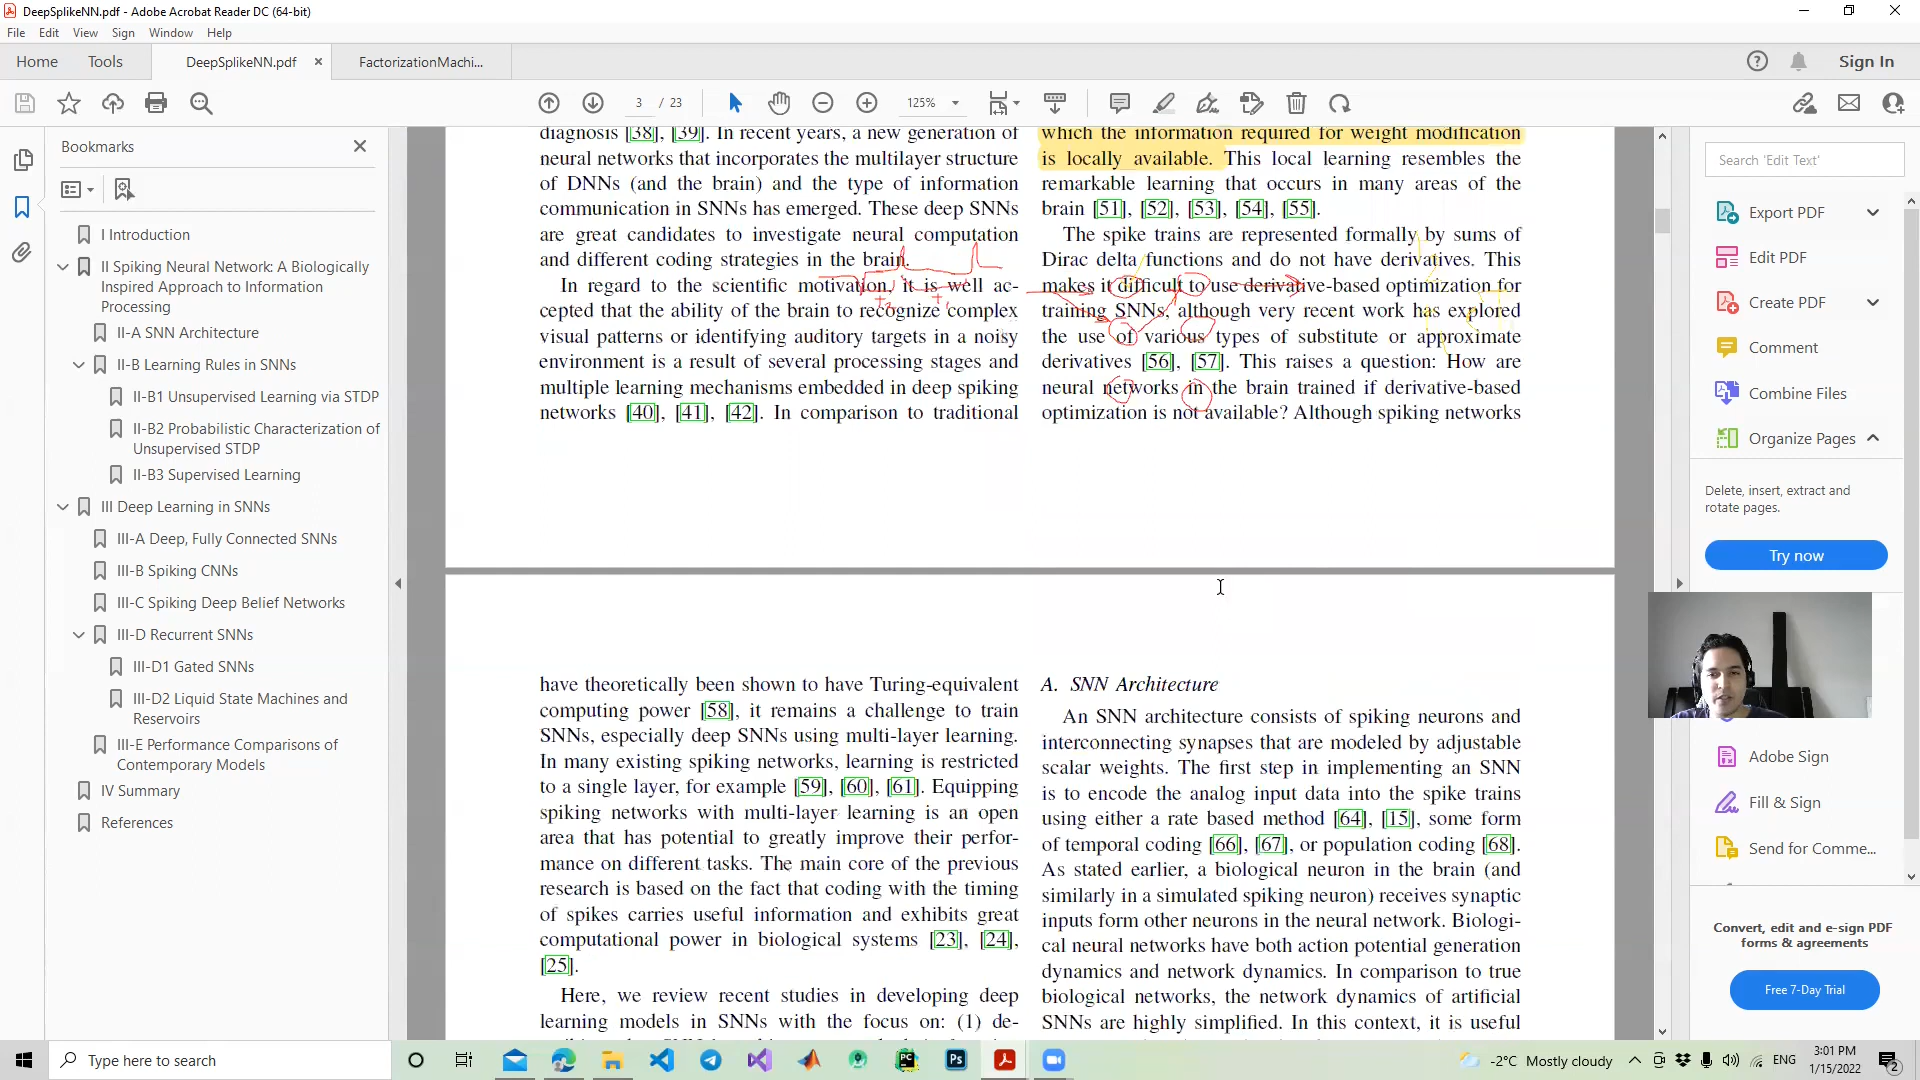 DeepSplikeNN.pdf - Adobe Acrobat Reader DC (64-bit)
File Edit View Sign Window Help
Home Tools DeepSplikeNN.pdf × FactorizationMachi... Sign In
3 / 23 125%
Bookmarks
I Introduction
II Spiking Neural Network: A Biologically
Inspired Approach to Information
Processing
II-A SNN Architecture
II-B Learning Rules in SNNs
II-B1 Unsupervised Learning via STDP
II-B2 Probabilistic Characterization of
Unsupervised STDP
II-B3 Supervised Learning
III Deep Learning in SNNs
III-A Deep, Fully Connected SNNs
III-B Spiking CNNs
III-C Spiking Deep Belief Networks
III-D Recurrent SNNs
III-D1 Gated SNNs
III-D2 Liquid State Machines and
Reservoirs
III-E Performance Comparisons of
Contemporary Models
IV Summary
References
diagnosis [38], [39]. In recent years, a new generation of
neural networks that incorporates the multilayer structure
of DNNs (and the brain) and the type of information
communication in SNNs has emerged. These deep SNNs
are great candidates to investigate neural computation
and different coding strategies in the brain.
In regard to the scientific motivation, it is well ac-
cepted that the ability of the brain to recognize complex
visual patterns or identifying auditory targets in a noisy
environment is a result of several processing stages and
multiple learning mechanisms embedded in deep spiking
networks [40], [41], [42]. In comparison to traditional
which the information required for weight modification
is locally available. This local learning resembles the
remarkable learning that occurs in many areas of the
brain [51], [52], [53], [54], [55].
The spike trains are represented formally by sums of
Dirac delta functions and do not have derivatives. This
makes it difficult to use derivative-based optimization for
training SNNs, although very recent work has explored
the use of various types of substitute or approximate
derivatives [56], [57]. This raises a question: How are
neural networks in the brain trained if derivative-based
optimization is not available? Although spiking networks
have theoretically been shown to have Turing-equivalent
computing power [58], it remains a challenge to train
SNNs, especially deep SNNs using multi-layer learning.
In many existing spiking networks, learning is restricted
to a single layer, for example [59], [60], [61]. Equipping
spiking networks with multi-layer learning is an open
area that has potential to greatly improve their perfor-
mance on different tasks. The main core of the previous
research is based on the fact that coding with the timing
of spikes carries useful information and exhibits great
computational power in biological systems [23], [24],
[25].
Here, we review recent studies in developing deep
learning models in SNNs with the focus on: (1) de-
A. SNN Architecture
An SNN architecture consists of spiking neurons and
interconnecting synapses that are modeled by adjustable
scalar weights. The first step in implementing an SNN
is to encode the analog input data into the spike trains
using either a rate based method [64], [15], some form
of temporal coding [66], [67], or population coding [68].
As stated earlier, a biological neuron in the brain (and
similarly in a simulated spiking neuron) receives synaptic
inputs form other neurons in the neural network. Biologi-
cal neural networks have both action potential generation
dynamics and network dynamics. In comparison to true
biological networks, the network dynamics of artificial
SNNs are highly simplified. In this context, it is useful
Search 'Edit Text'
Export PDF
Edit PDF
Create PDF
Comment
Combine Files
Organize Pages
Delete, insert, extract and
rotate pages.
Try now
Adobe Sign
Fill & Sign
Send for Comme...
Convert, edit and e-sign PDF
forms & agreements
Free 7-Day Trial
Type here to search
-2°C Mostly cloudy
ENG
3:01 PM
1/15/2022
2